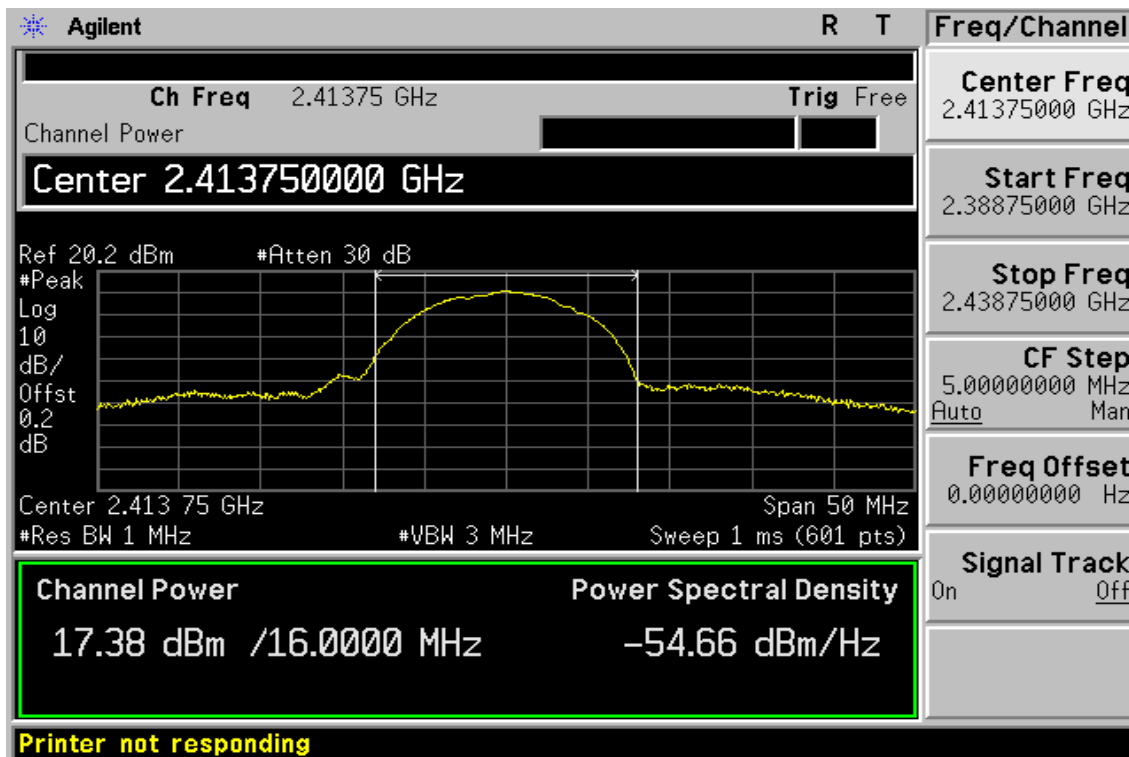 Agilent R T
Ch Freq 2.41375 GHz Trig Free
Channel Power
Center 2.413750000 GHz
Ref 20.2 dBm #Atten 30 dB
#Peak
Log
10
dB/
Offst
0.2
dB
Center 2.413 75 GHz Span 50 MHz
#Res BW 1 MHz #VBW 3 MHz Sweep 1 ms (601 pts)
Channel Power Power Spectral Density
17.38 dBm /16.0000 MHz -54.66 dBm/Hz
Printer not responding
Freq/Channel
Center Freq
2.41375000 GHz
Start Freq
2.38875000 GHz
Stop Freq
2.43875000 GHz
CF Step
5.00000000 MHz
Auto Man
Freq Offset
0.00000000 Hz
Signal Track
On Off